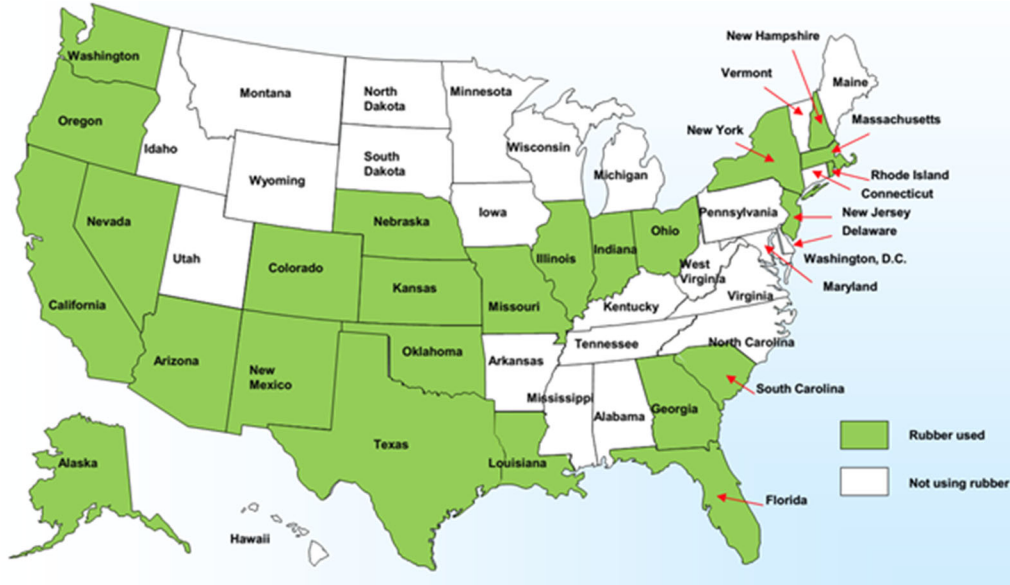 New Hampshire
Washington
Vermont
Maine
Montana
North
Dakota
Minnesota
Oregon
Massachusetts
New York
Idaho
Wisconsin
South
Dakota
Michigan
Rhode Island
Wyoming
Connecticut
Iowa
Pennsylvania
New Jersey
Nevada
Nebraska
Ohio
Delaware
Indiana
Utah
Illinois
Washington, D.C.
Colorado
West
Virginia
Kansas
Maryland
California
Missouri
Kentucky
Virginia
Tennessee
North Carolina
Oklahoma
Arizona
Arkansas
New
Mexico
South Carolina
Mississippi
Georgia
Alabama
Rubber used
Texas
Alaska
Louisiana
Not using rubber
Florida
Hawaii